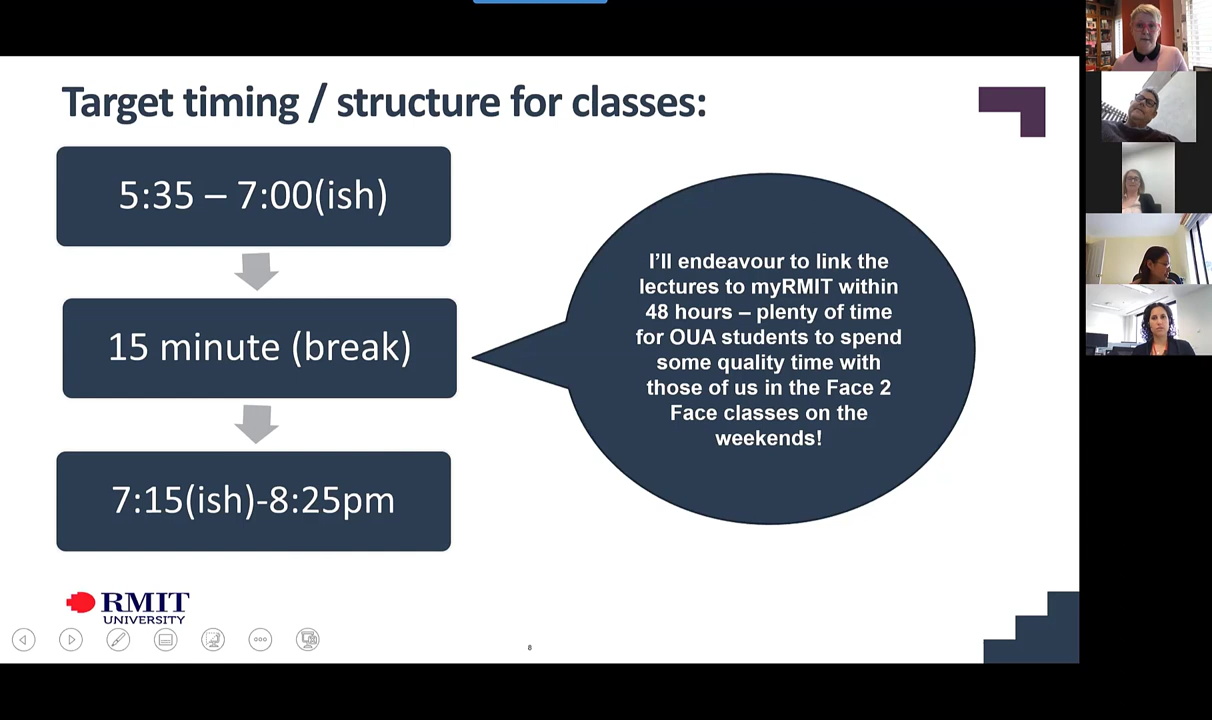 Target timing / structure for classes:
5:35 – 7:00(ish)
15 minute (break)
7:15(ish)-8:25pm
I’ll endeavour to link the
lectures to myRMIT within
48 hours – plenty of time
for OUA students to spend
some quality time with
those of us in the Face 2
Face classes on the
weekends!
RMIT
UNIVERSITY
8